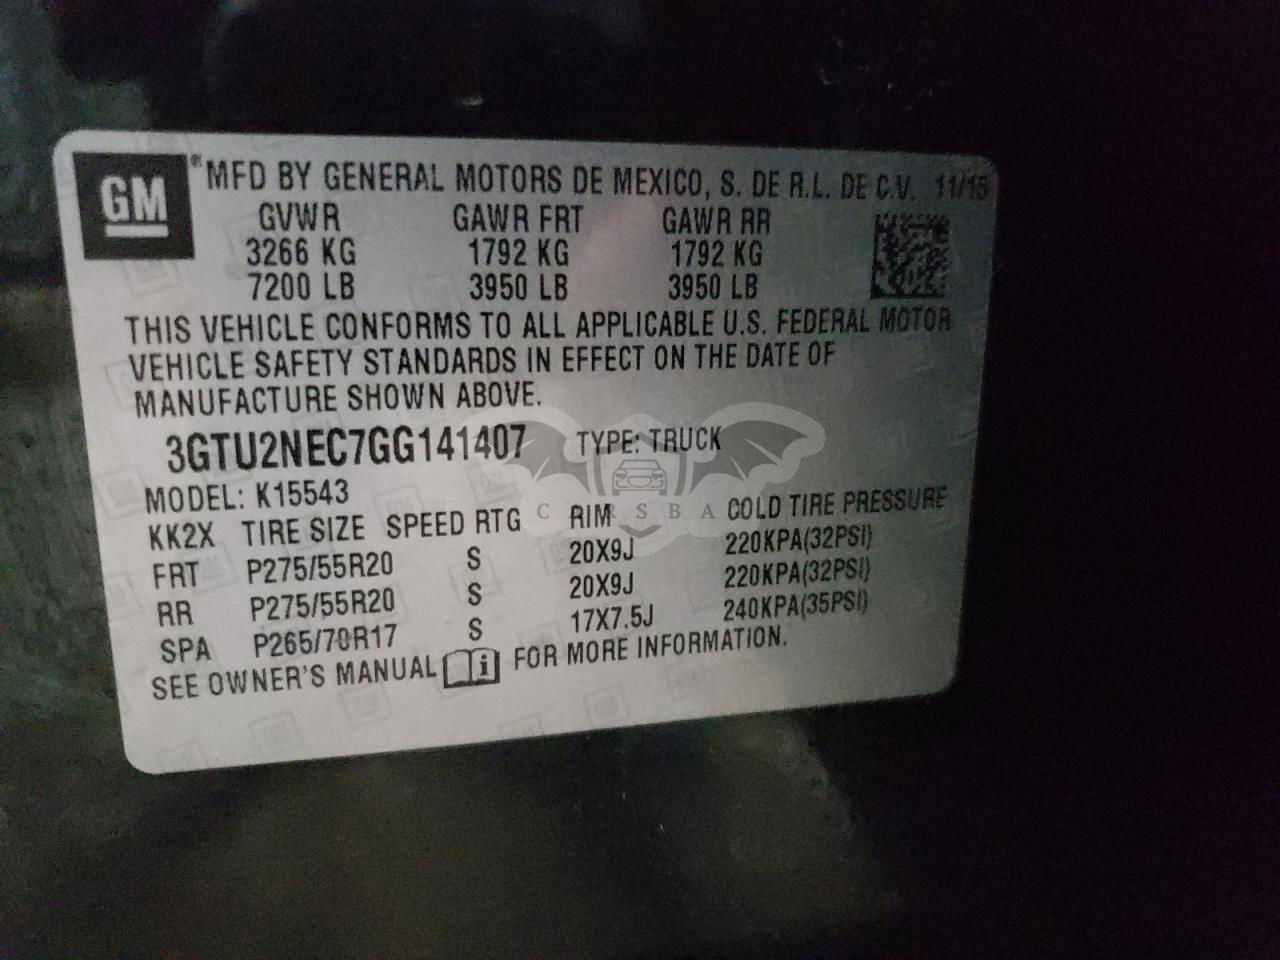 GM ® MFD BY GENERAL MOTORS DE MEXICO, S. DE R.L. DE C.V. 11/15
GVWR GAWR FRT GAWR RR
3266 KG 1792 KG 1792 KG
7200 LB 3950 LB 3950 LB
THIS VEHICLE CONFORMS TO ALL APPLICABLE U.S. FEDERAL MOTOR
VEHICLE SAFETY STANDARDS IN EFFECT ON THE DATE OF
MANUFACTURE SHOWN ABOVE.
3GTU2NEC7GG141407 TYPE: TRUCK
MODEL: K15543
KK2X TIRE SIZE SPEED RTG RIM COLD TIRE PRESSURE
FRT P275/55R20 S 20X9J 220KPA(32PSI)
RR P275/55R20 S 20X9J 220KPA(32PSI)
SPA P265/70R17 S 17X7.5J 240KPA(35PSI)
SEE OWNER'S MANUAL i FOR MORE INFORMATION.
CARSBA